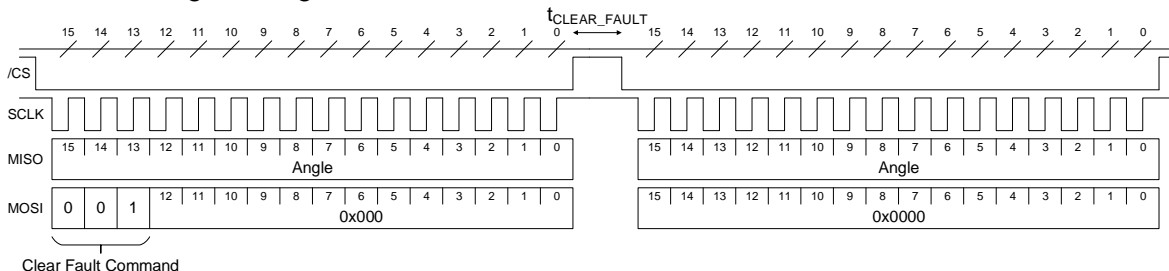 tCLEAR_FAULT
15 14 13 12 11 10 9 8 7 6 5 4 3 2 1 0 15 14 13 12 11 10 9 8 7 6 5 4 3 2 1 0
/CS
SCLK
MISO 15 14 13 12 11 10 9 8 7 6 5 4 3 2 1 0 15 14 13 12 11 10 9 8 7 6 5 4 3 2 1 0
Angle Angle
MOSI 0 0 1 12 11 10 9 8 7 6 5 4 3 2 1 0 15 14 13 12 11 10 9 8 7 6 5 4 3 2 1 0
0x000 0x0000
Clear Fault Command